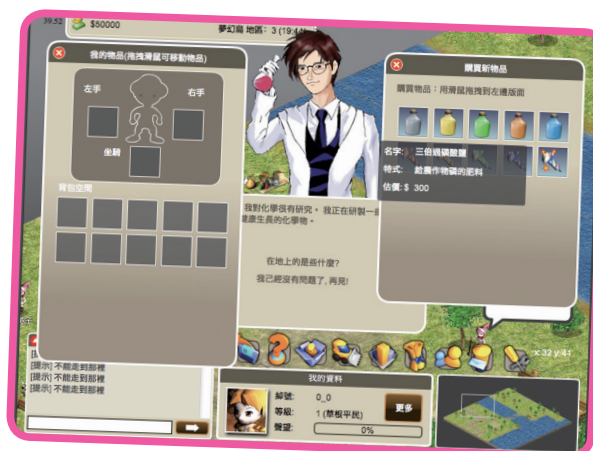 39.52
$50000
夢幻島 地區: 3 (19:44
我的物品(拖拽滑鼠可移動物品)
左手
右手
坐騎
背包空間
購買新物品
購買物品：用滑鼠拖拽到左邊版面
名字: 三倍過磷酸鹽
特式: 給農作物磷的肥料
估價: $ 300
我對化學很有研究。 我正在研製一些
健康生長的化學物。
在地上的是些什麼?
我己經沒有問題了, 再見!
x 32 y:41
[提示] 不能走到那裡
[提示] 不能走到那裡
[提示] 不能走到那裡
我的資料
綽號: 0_0
等級: 1 (草根平民)
聲望: 0%
更多